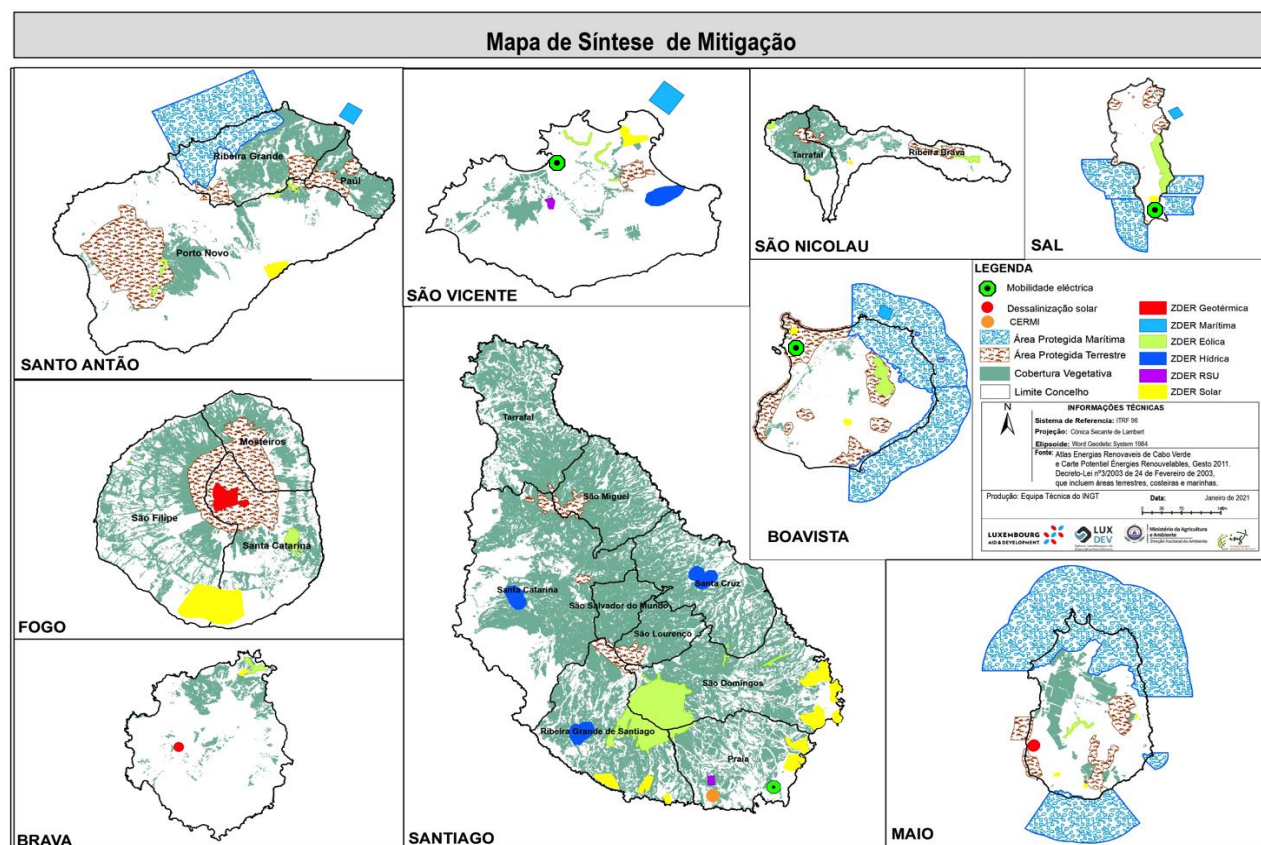 Mapa de Síntese de Mitigação
Ribeira Grande
Paúl
Porto Novo
SANTO ANTÃO
SÃO VICENTE
Tarrafal
Ribeira Brava
SÃO NICOLAU
SAL
LEGENDA
Mobilidade eléctrica
Dessalinização solar
CERMI
Área Protegida Marítima
Área Protegida Terrestre
Cobertura Vegetativa
Limite Concelho
ZDER Geotérmica
ZDER Marítima
ZDER Eólica
ZDER Hídrica
ZDER RSU
ZDER Solar
N
INFORMAÇÕES TÉCNICAS
Sistema de Referencia: ITRF 96
Projeção: Cónica Secante de Lambert
Elipsoide: Word Geodetic System 1984
Fonte: Atlas Energias Renovaveis de Cabo Verde
e Carte Potentiel Énergies Renouvelables, Gesto 2011.
Decreto-Lei nº3/2003 de 24 de Fevereiro de 2003,
que incluem áreas terrestres, costeiras e marinhas.
Produção: Equipa Técnica do INGT
Data: Janeiro de 2021
LUXEMBOURG
AID & DEVELOPMENT
LUX
DEV
Ministério da Agricultura
e Ambiente
Direção Nacional do Ambiente
ingt
BOAVISTA
Mosteiros
São Filipe
Santa Catarina
FOGO
BRAVA
Tarrafal
São Miguel
Santa Cruz
Santa Catarina
São Salvador do Mundo
São Lourenço
São Domingos
Ribeira Grande de Santiago
Praia
SANTIAGO
MAIO